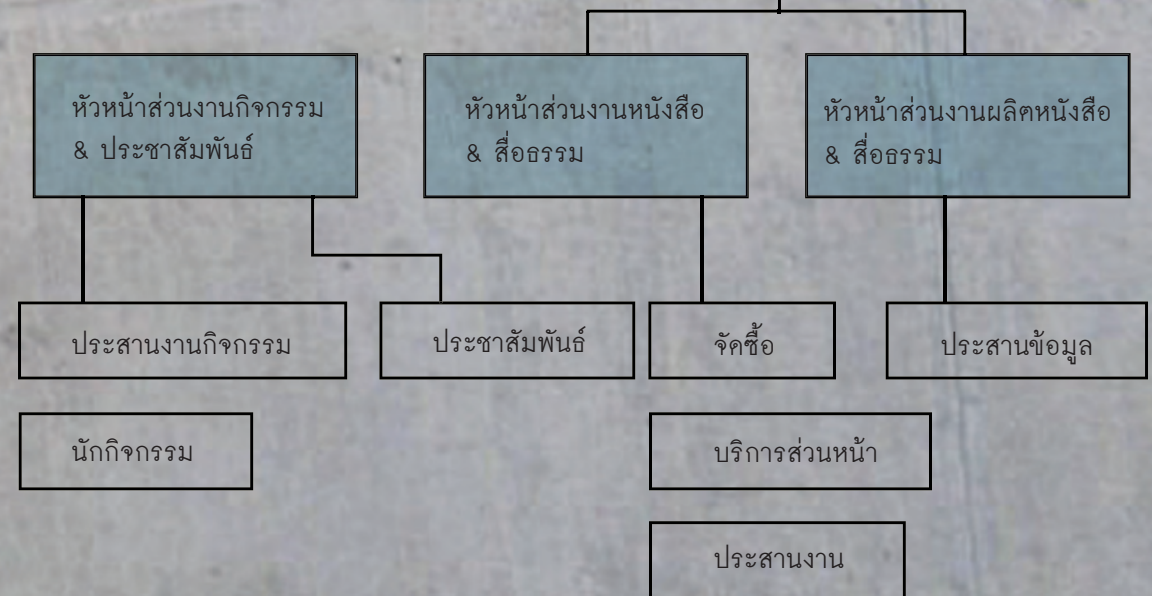 หัวหน้าส่วนงานกิจกรรม
& ประชาสัมพันธ์
หัวหน้าส่วนงานหนังสือ
& สื่อธรรม
หัวหน้าส่วนงานผลิตหนังสือ
& สื่อธรรม
ประสานงานกิจกรรม
ประชาสัมพันธ์
จัดซื้อ
ประสานข้อมูล
นักกิจกรรม
บริการส่วนหน้า
ประสานงาน